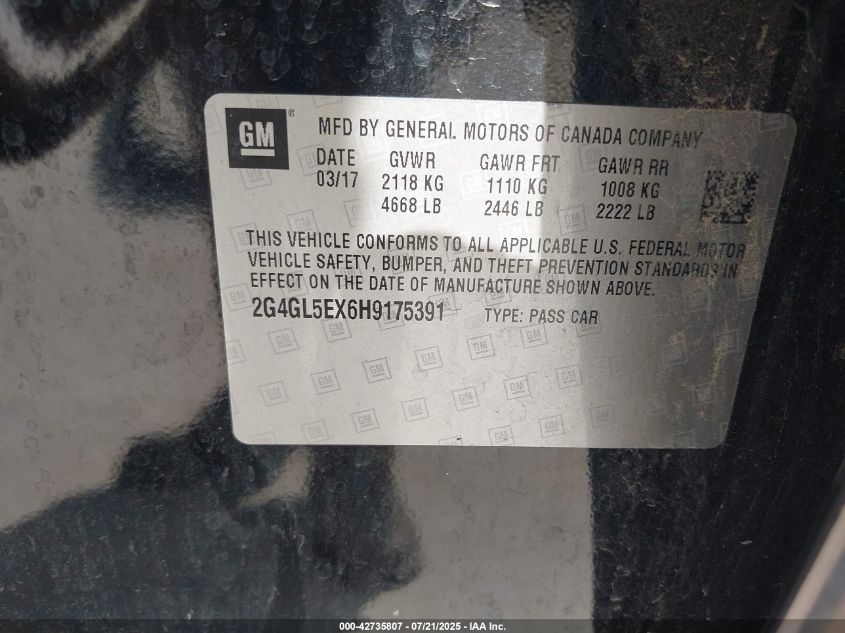 GM ®
MFD BY GENERAL MOTORS OF CANADA COMPANY
DATE GVWR GAWR FRT GAWR RR
03/17 2118 KG 1110 KG 1008 KG
4668 LB 2446 LB 2222 LB
THIS VEHICLE CONFORMS TO ALL APPLICABLE U.S. FEDERAL MOTOR
VEHICLE SAFETY, BUMPER, AND THEFT PREVENTION STANDARDS IN
EFFECT ON THE DATE OF MANUFACTURE SHOWN ABOVE.
2G4GL5EX6H9175391 TYPE: PASS CAR
000-42735807 / 07/21/2025 - IAA Inc.